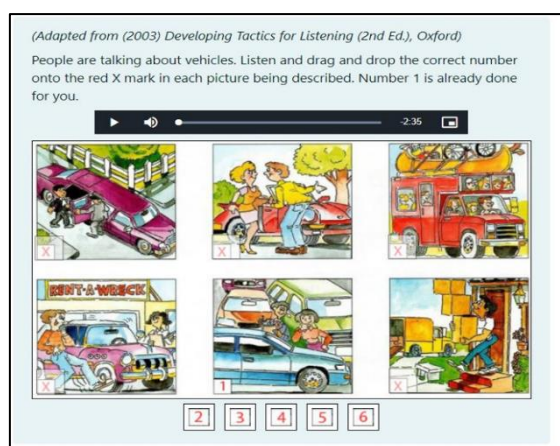 (Adapted from (2003) Developing Tactics for Listening (2nd Ed.), Oxford)
People are talking about vehicles. Listen and drag and drop the correct number
onto the red X mark in each picture being described. Number 1 is already done
for you.
-2:35
X X X
RENT-A-WRECK
X 1 X
2 3 4 5 6